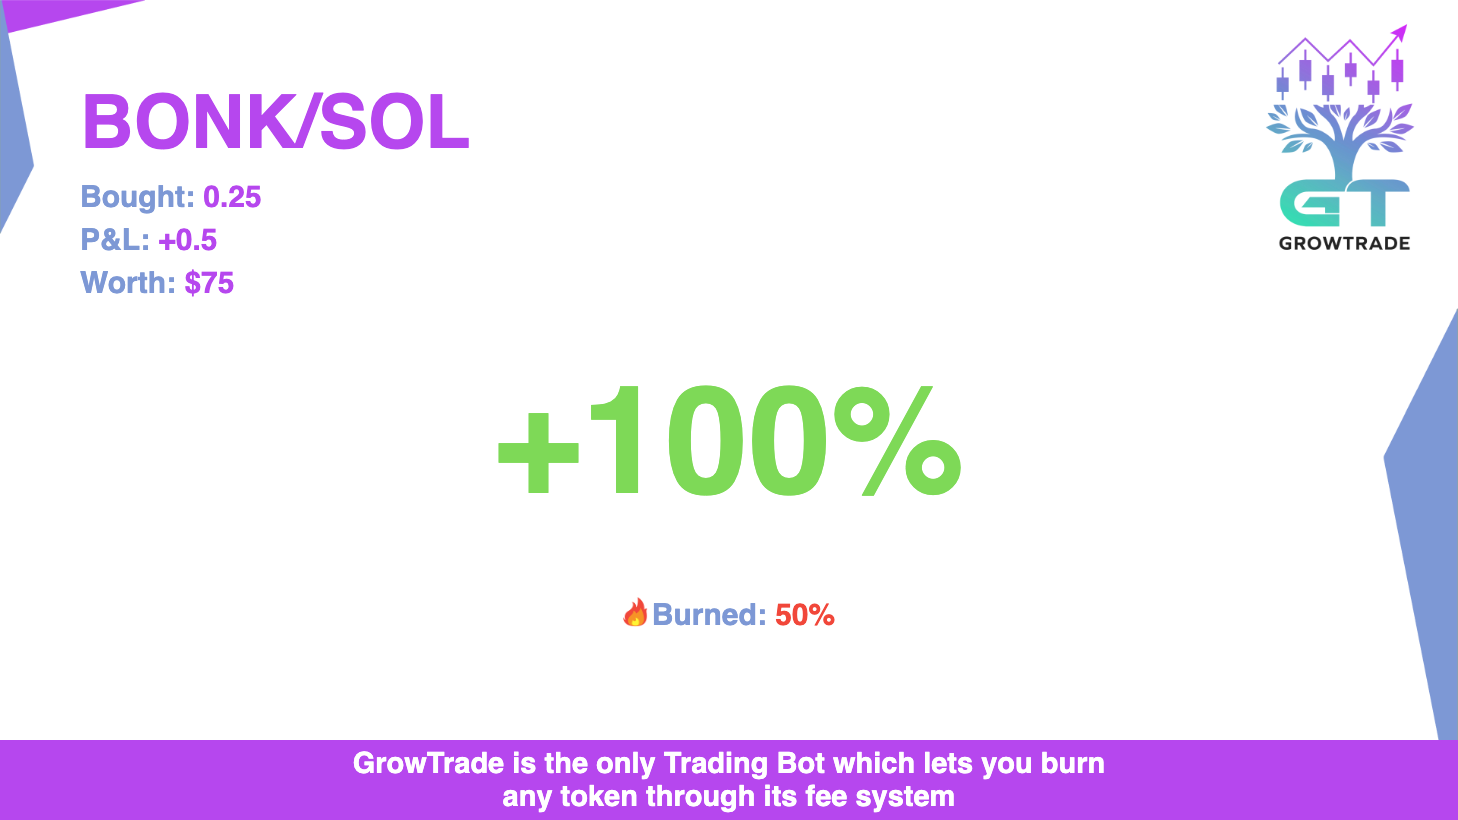 BONK/SOL
Bought: 0.25
P&L: +0.5
Worth: $75
GT
GROWTRADE
+100%
🔥Burned: 50%
GrowTrade is the only Trading Bot which lets you burn
any token through its fee system